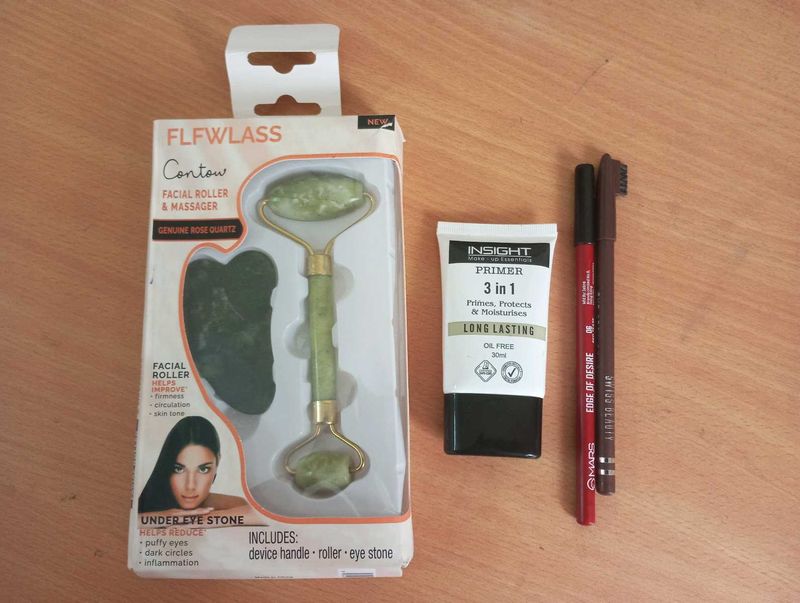 NEW
FLFWLASS
Contour
FACIAL ROLLER
& MASSAGER
GENUINE ROSE QUARTZ
FACIAL
ROLLER
HELPS
IMPROVE*
• firmness
• circulation
• skin tone
UNDER EYE STONE
HELPS REDUCE*
• puffy eyes
• dark circles
• inflammation
INCLUDES:
device handle • roller • eye stone
INSIGHT
Make-up Essentials
PRIMER
3 in 1
Primes, Protects
& Moisturises
LONG LASTING
OIL FREE
30ml
MARS
EDGE OF DESIRE
06
SWISS BEAUTY